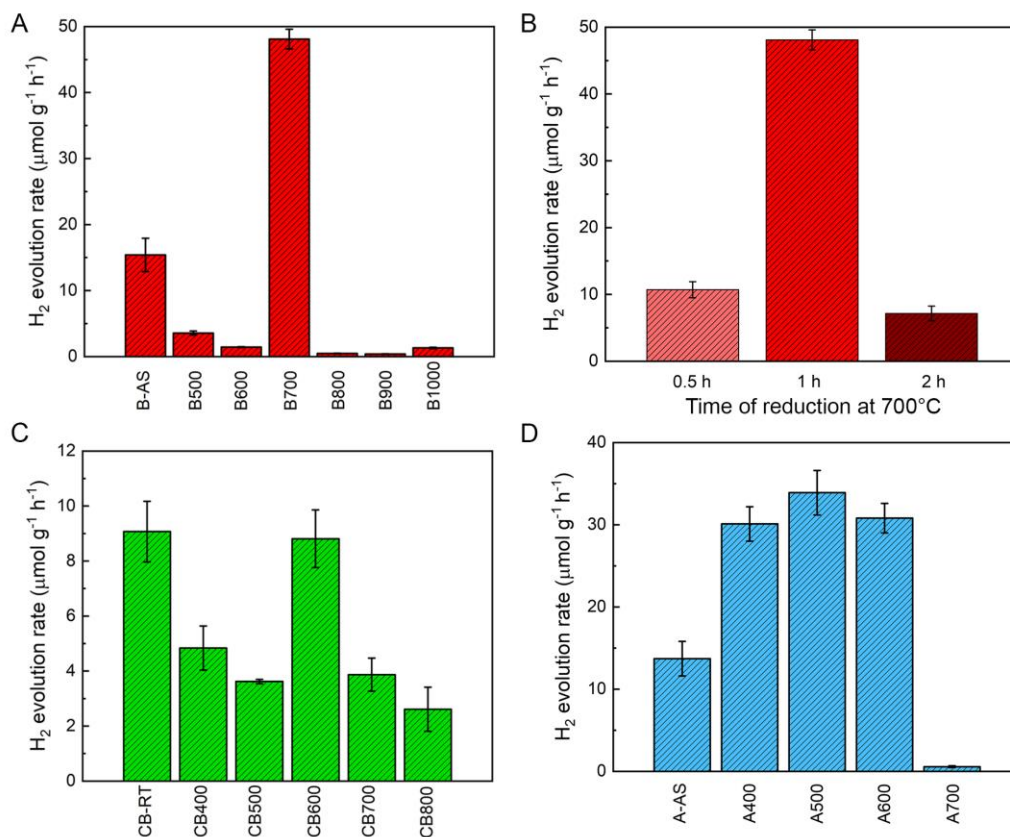 A
H₂ evolution rate (μmol g⁻¹ h⁻¹)
50
40
30
20
10
0
B-AS
B500
B600
B700
B800
B900
B1000
B
H₂ evolution rate (μmol g⁻¹ h⁻¹)
50
40
30
20
10
0
0.5 h
1 h
2 h
Time of reduction at 700°C
C
H₂ evolution rate (μmol g⁻¹ h⁻¹)
12
10
8
6
4
2
0
CB-RT
CB400
CB500
CB600
CB700
CB800
D
H₂ evolution rate (μmol g⁻¹ h⁻¹)
40
30
20
10
0
A-AS
A400
A500
A600
A700